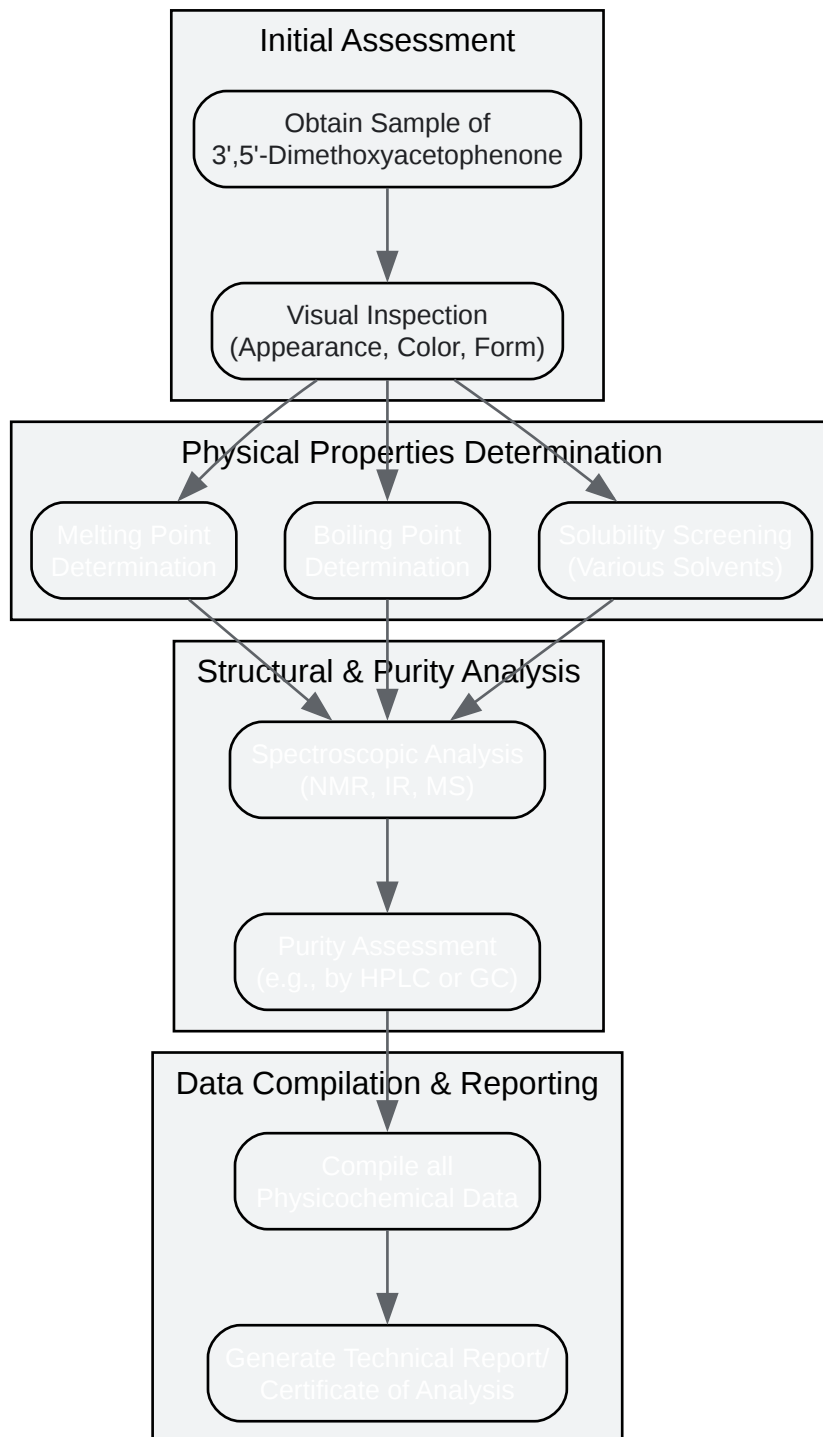 Initial Assessment
Obtain Sample of
3',5'-Dimethoxyacetophenone
Visual Inspection
(Appearance, Color, Form)
Physical Properties Determination
Melting Point
Determination
Boiling Point
Determination
Solubility Screening
(Various Solvents)
Structural & Purity Analysis
Spectroscopic Analysis
(NMR, IR, MS)
Purity Assessment
(e.g., by HPLC or GC)
Data Compilation & Reporting
Compile all
Physicochemical Data
Generate Technical Report/
Certificate of Analysis